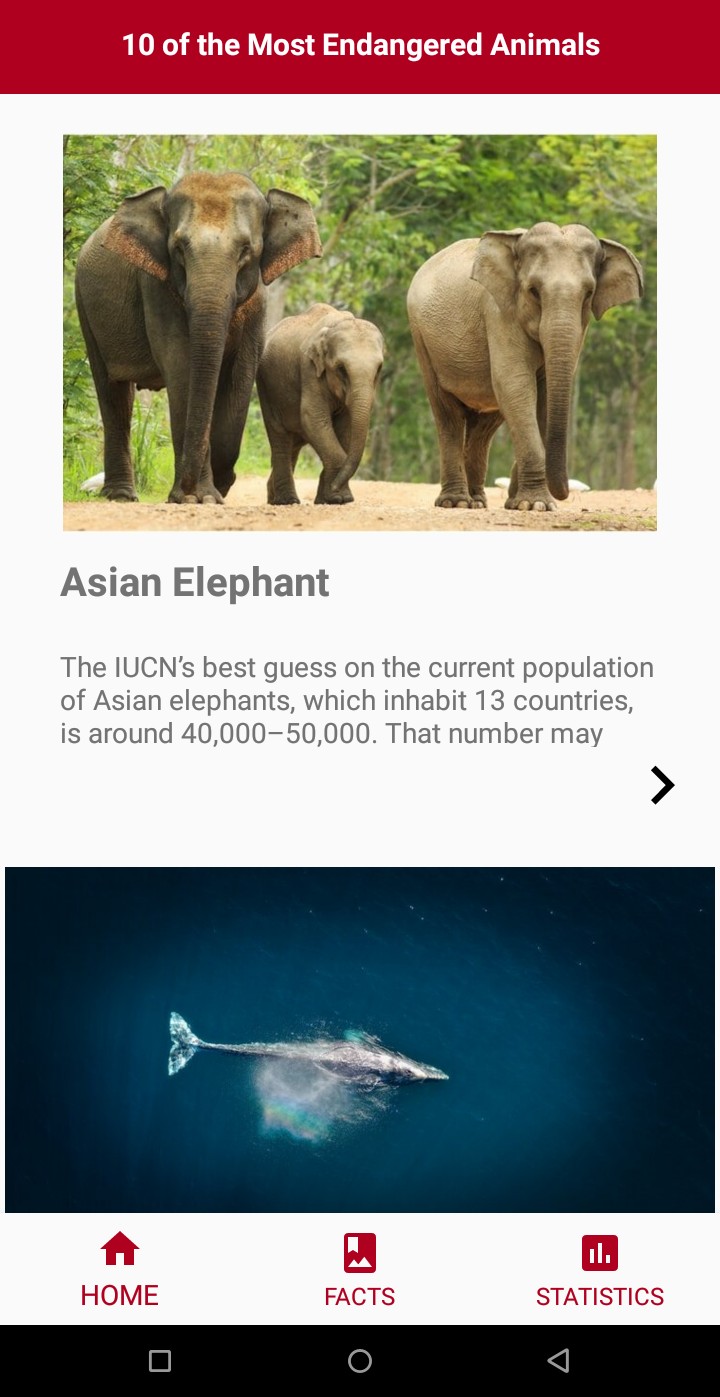 10 of the Most Endangered Animals
Asian Elephant
The IUCN’s best guess on the current population
of Asian elephants, which inhabit 13 countries,
is around 40,000–50,000. That number may
HOME
FACTS
STATISTICS